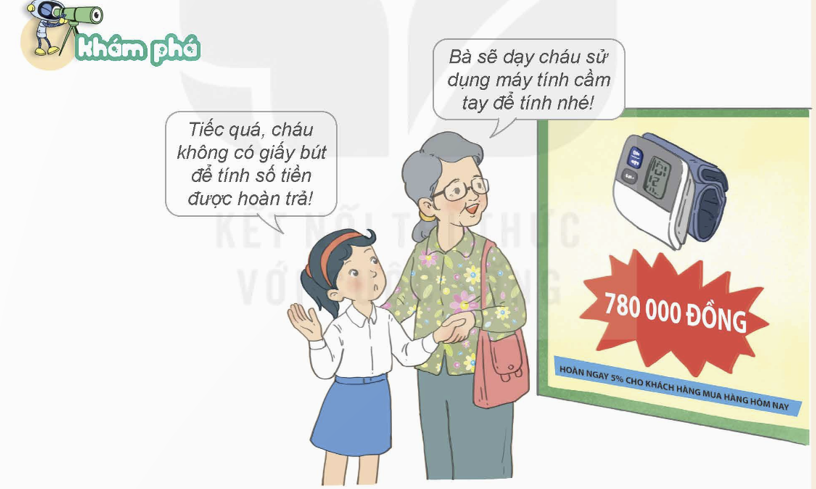 khám phá
Bà sẽ dạy cháu sử
dụng máy tính cầm
tay để tính nhé!
Tiếc quá, cháu
không có giấy bút
để tính số tiền
được hoàn trả!
780 000 ĐỒNG
HOÀN NGAY 5% CHO KHÁCH HÀNG MUA HÀNG HÔM NAY